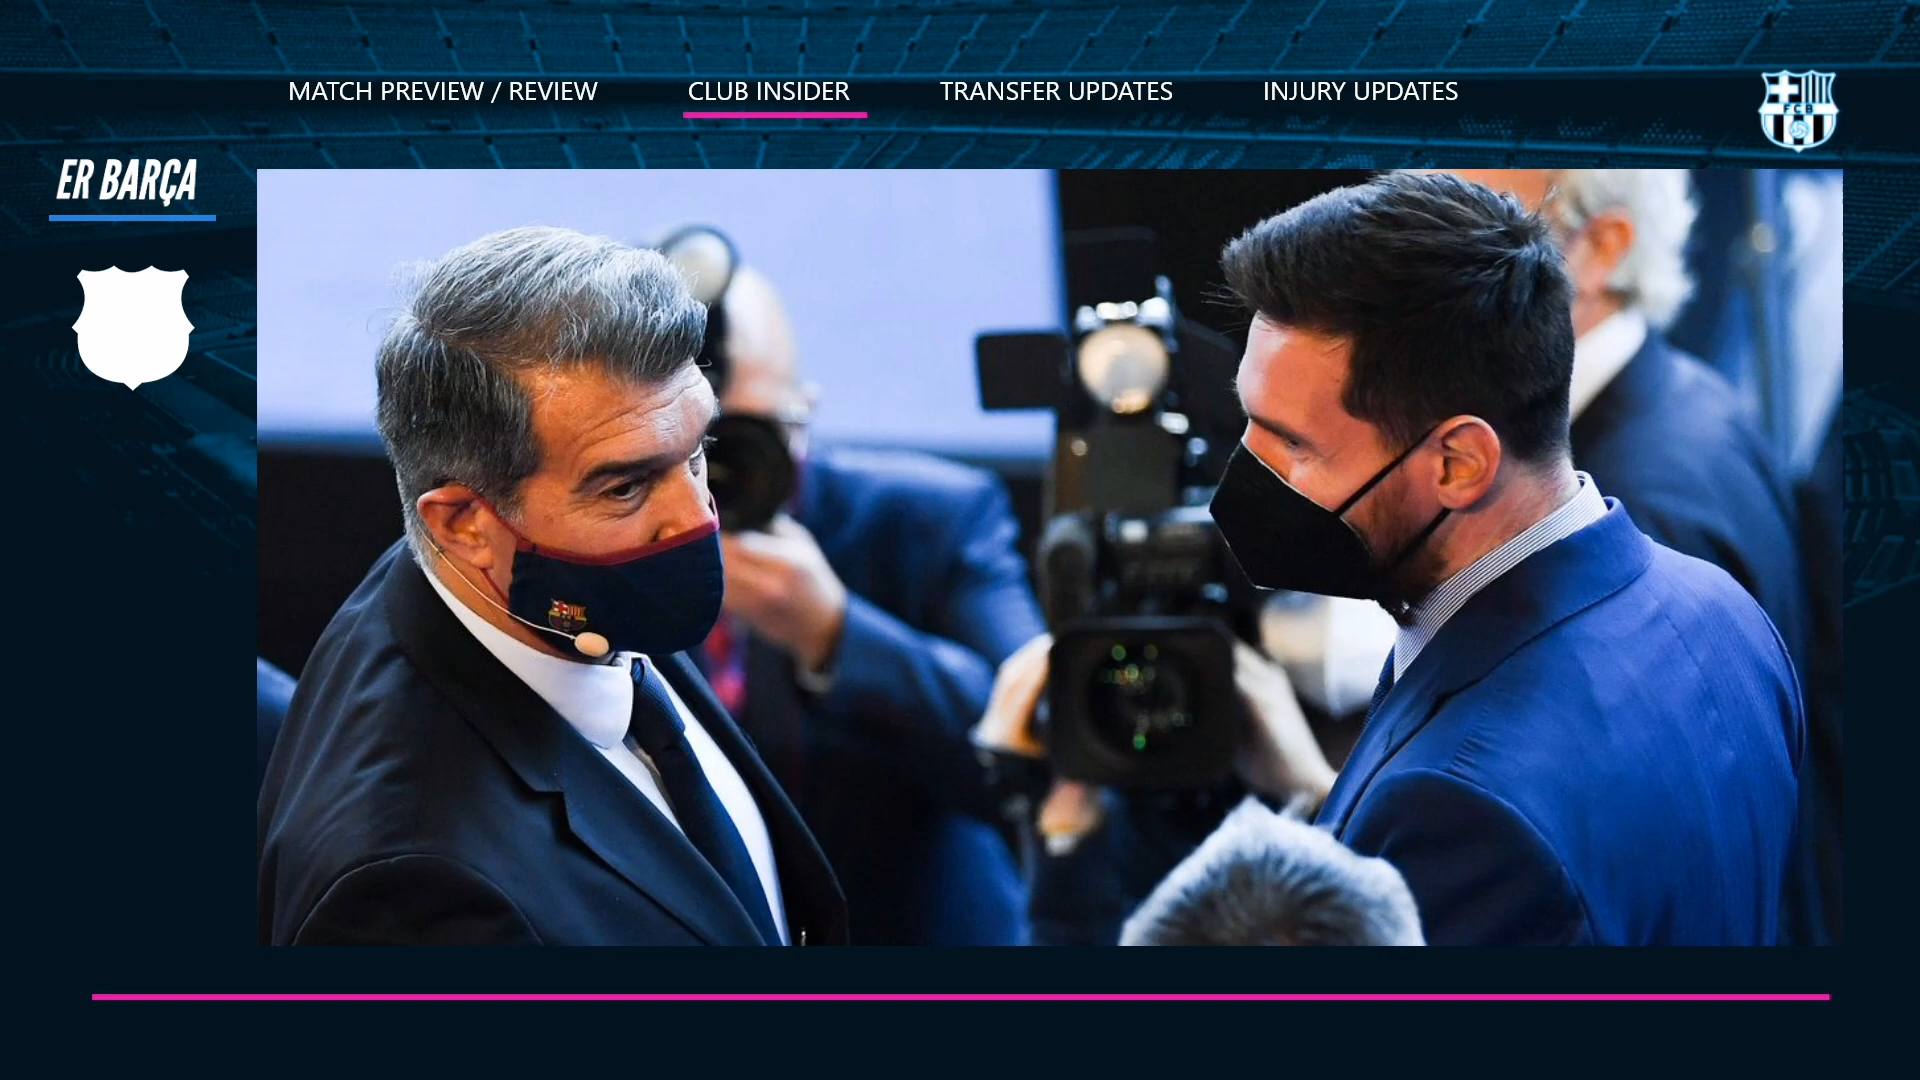 MATCH PREVIEW / REVIEW
CLUB INSIDER
TRANSFER UPDATES
INJURY UPDATES
FCB
ER BARÇA